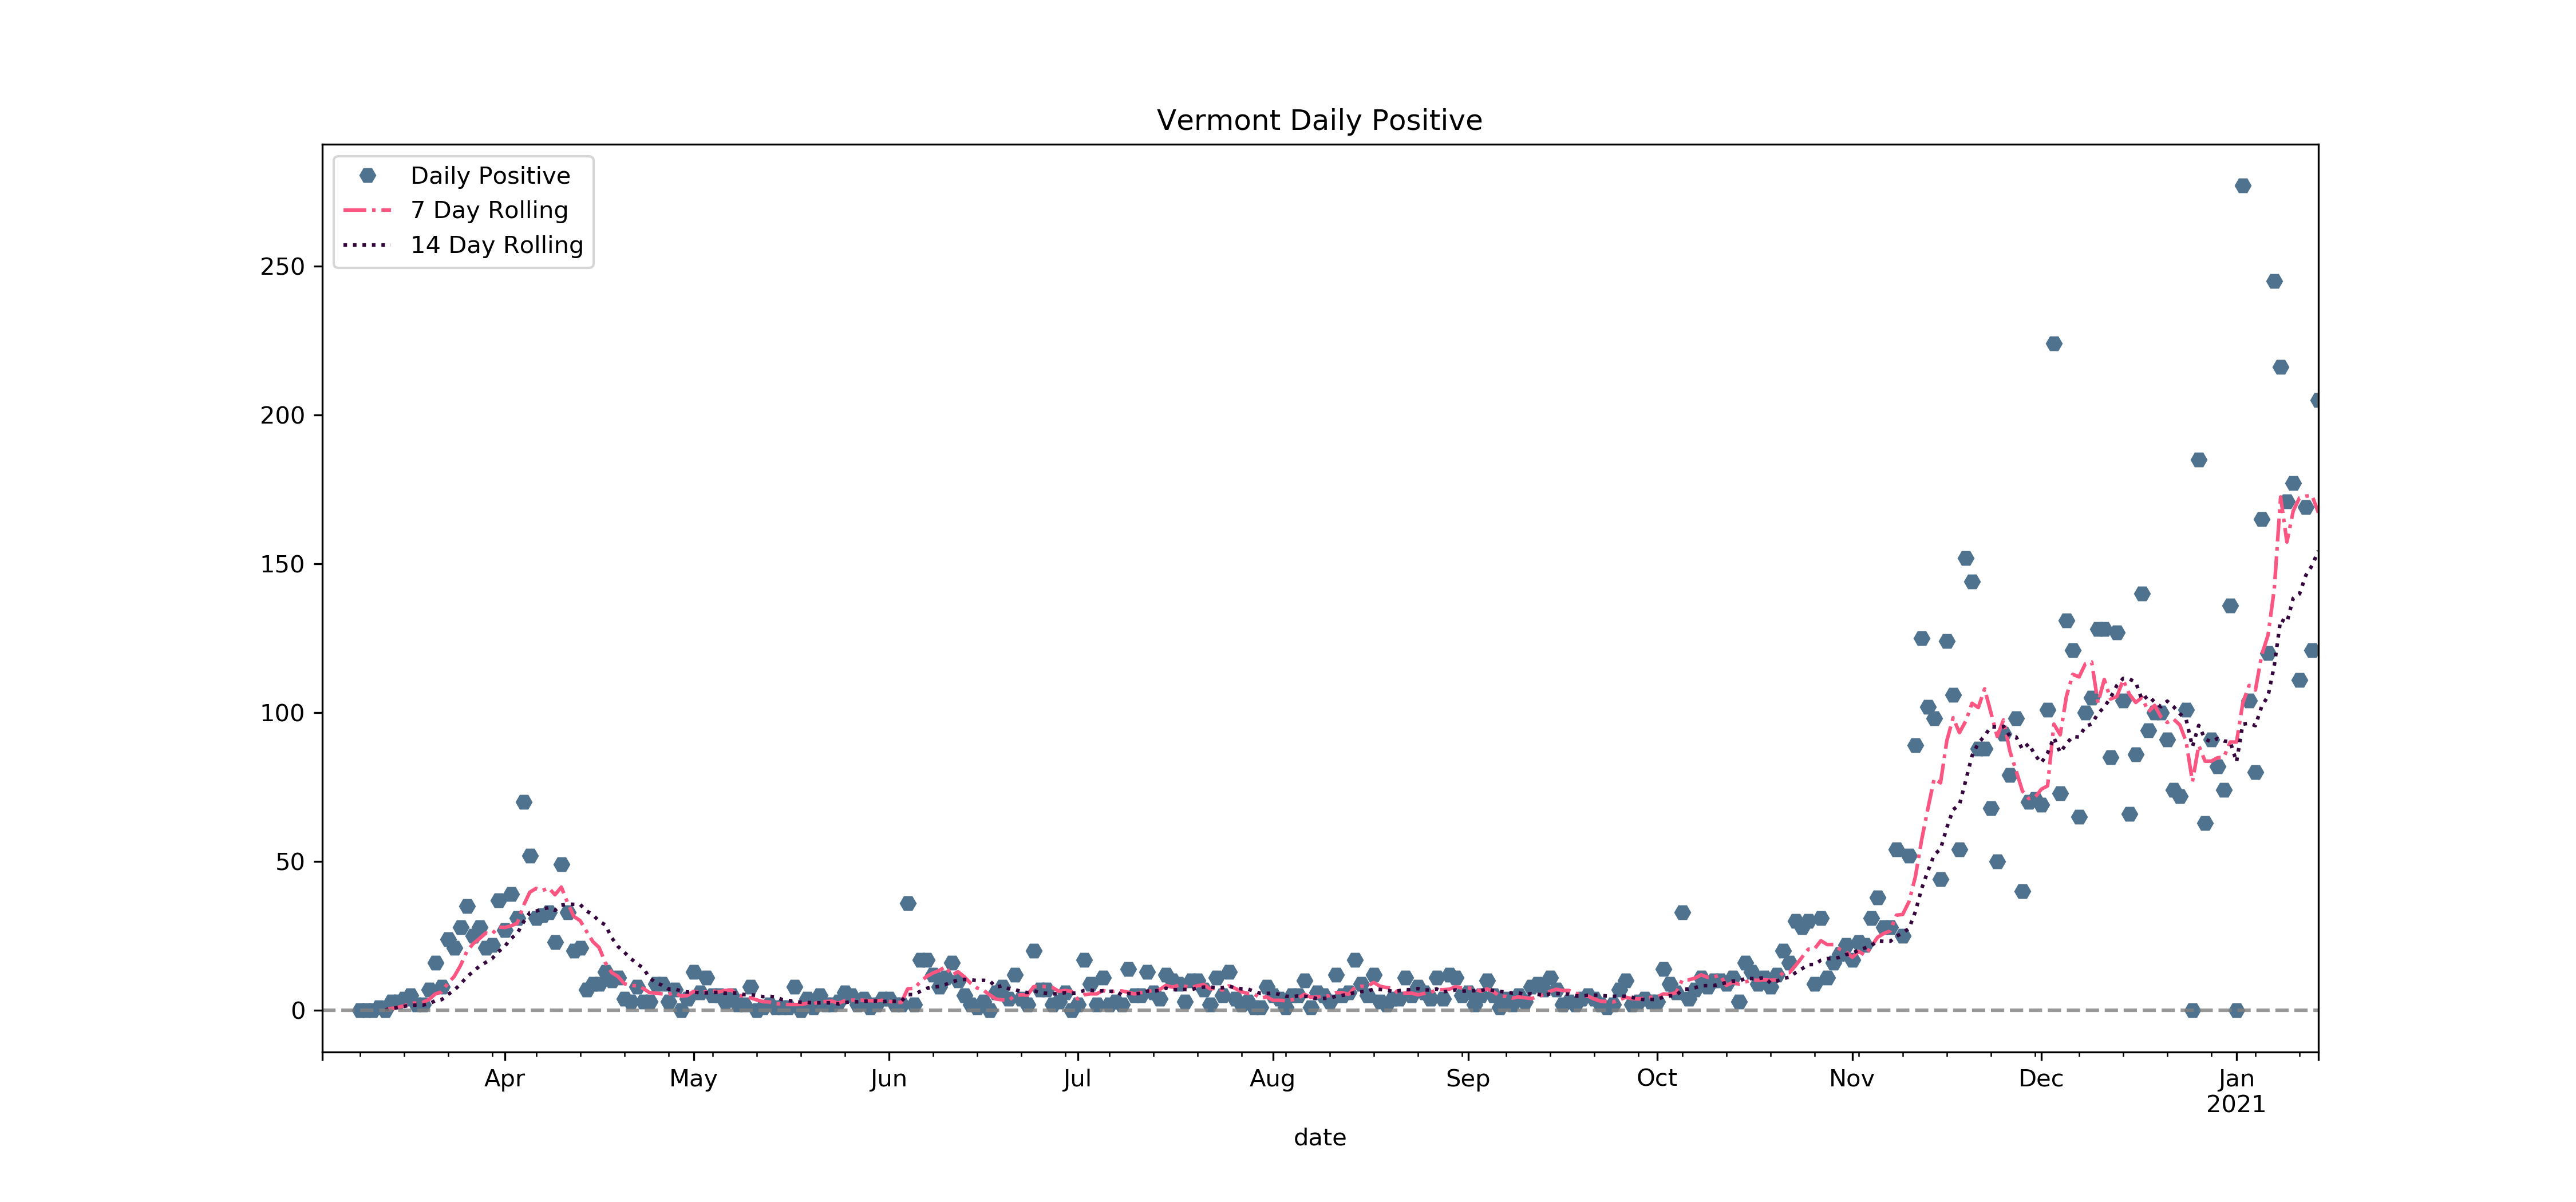 Vermont Daily Positive
Daily Positive
7 Day Rolling
14 Day Rolling
250
200
150
100
50
0
Apr May Jun Jul Aug Sep Oct Nov Dec Jan
2021
date